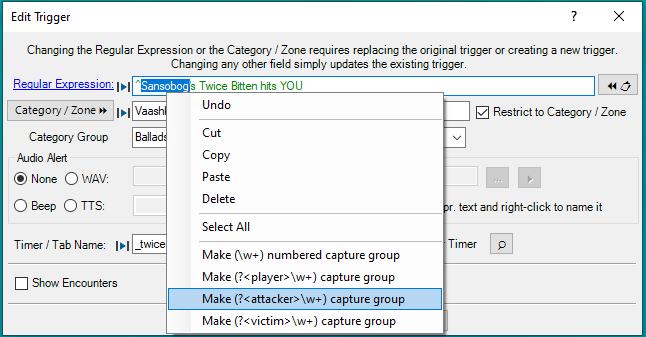 Edit Trigger
Changing the Regular Expression or the Category / Zone requires replacing the original trigger or creating a new trigger.
Changing any other field simply updates the existing trigger.
Regular Expression: ^Sansobog's Twice Bitten hits YOU
Category / Zone Restrict to Category / Zone
Category Group Ballads
Audio Alert
None WAV: ...
Beep TTS: pr. text and right-click to name it
Timer / Tab Name: _twice Timer
Show Encounters
Undo
Cut
Copy
Paste
Delete
Select All
Make (\w+) numbered capture group
Make (?<player>\w+) capture group
Make (?<attacker>\w+) capture group
Make (?<victim>\w+) capture group